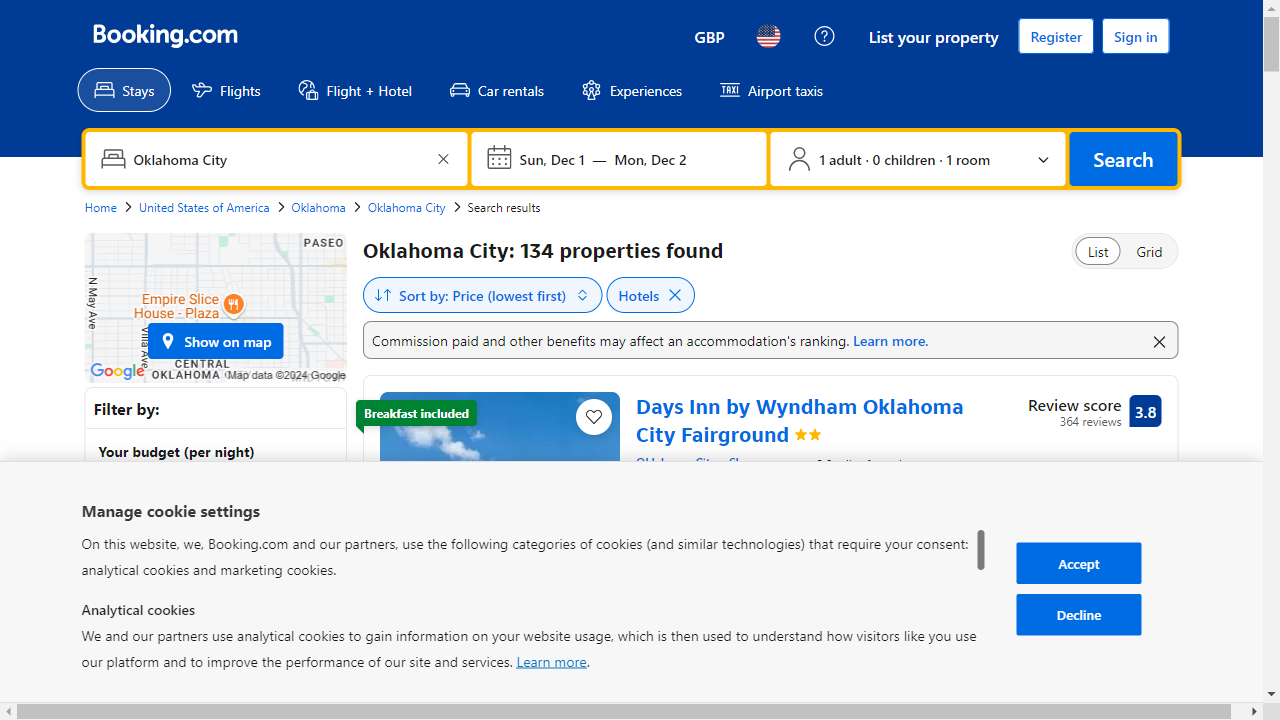 Booking.com
GBP
List your property
Register
Sign in
Stays
Flights
Flight + Hotel
Car rentals
Experiences
Airport taxis
Oklahoma City
Sun, Dec 1 — Mon, Dec 2
1 adult · 0 children · 1 room
Search
Home
United States of America
Oklahoma
Oklahoma City
Search results
PASEO
N May Ave
Empire Slice
House - Plaza
Villa Ave
Show on map
CENTRAL
OKLAHOMA CITY
Google
Map data ©2024 Google
Filter by:
Your budget (per night)
Oklahoma City: 134 properties found
List
Grid
Sort by: Price (lowest first)
Hotels
Commission paid and other benefits may affect an accommodation's ranking. Learn more.
Breakfast included
Days Inn by Wyndham Oklahoma
City Fairground
Review score
364 reviews
3.8
Manage cookie settings
On this website, we, Booking.com and our partners, use the following categories of cookies (and similar technologies) that require your consent:
analytical cookies and marketing cookies.
Analytical cookies
We and our partners use analytical cookies to gain information on your website usage, which is then used to understand how visitors like you use
our platform and to improve the performance of our site and services. Learn more.
Accept
Decline